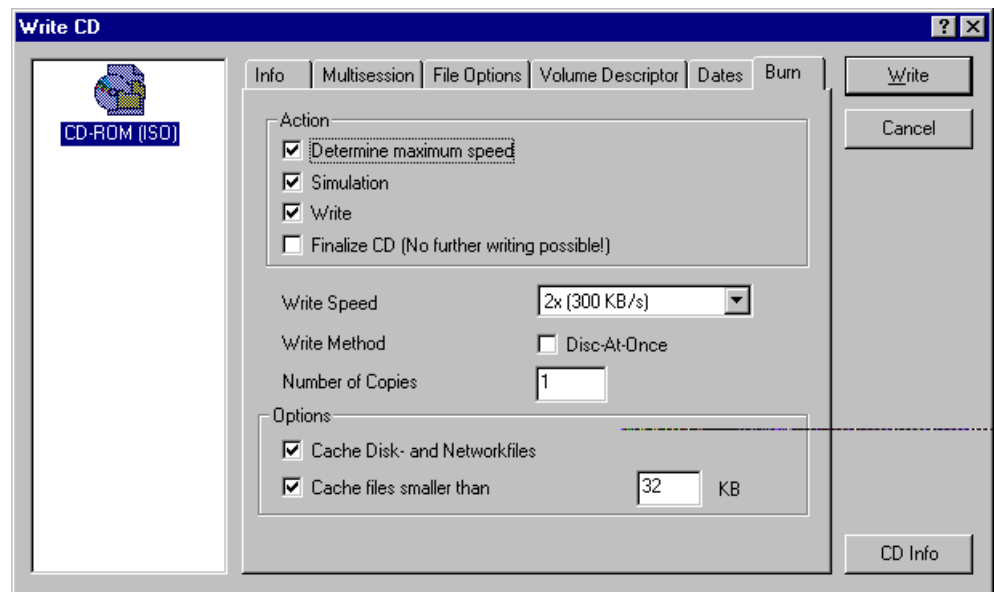 Write CD
CD-ROM (ISO)
Info Multisession File Options Volume Descriptor Dates Burn
Action
Determine maximum speed
Simulation
Write
Finalize CD (No further writing possible!)
Write Speed 2x (300 KB/s)
Write Method Disc-At-Once
Number of Copies 1
Options
Cache Disk- and Networkfiles
Cache files smaller than 32 KB
Write
Cancel
CD Info